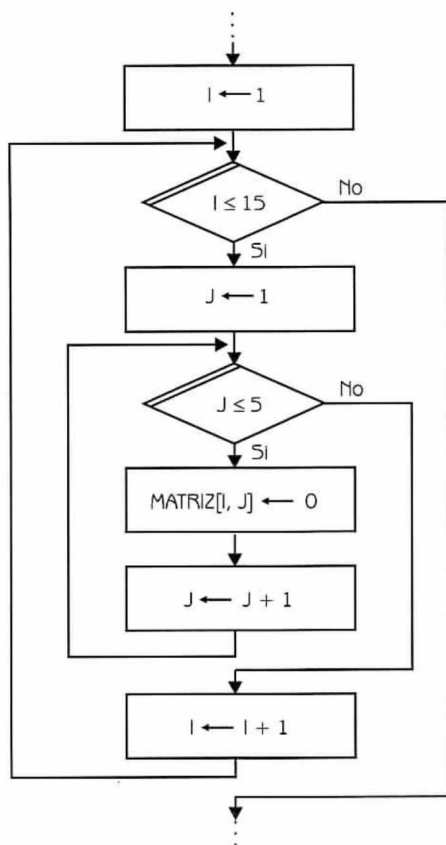 I ← 1
I ≤ 15
No
Si
J ← 1
J ≤ 5
No
Si
MATRIZ[I, J] ← 0
J ← J + 1
I ← I + 1